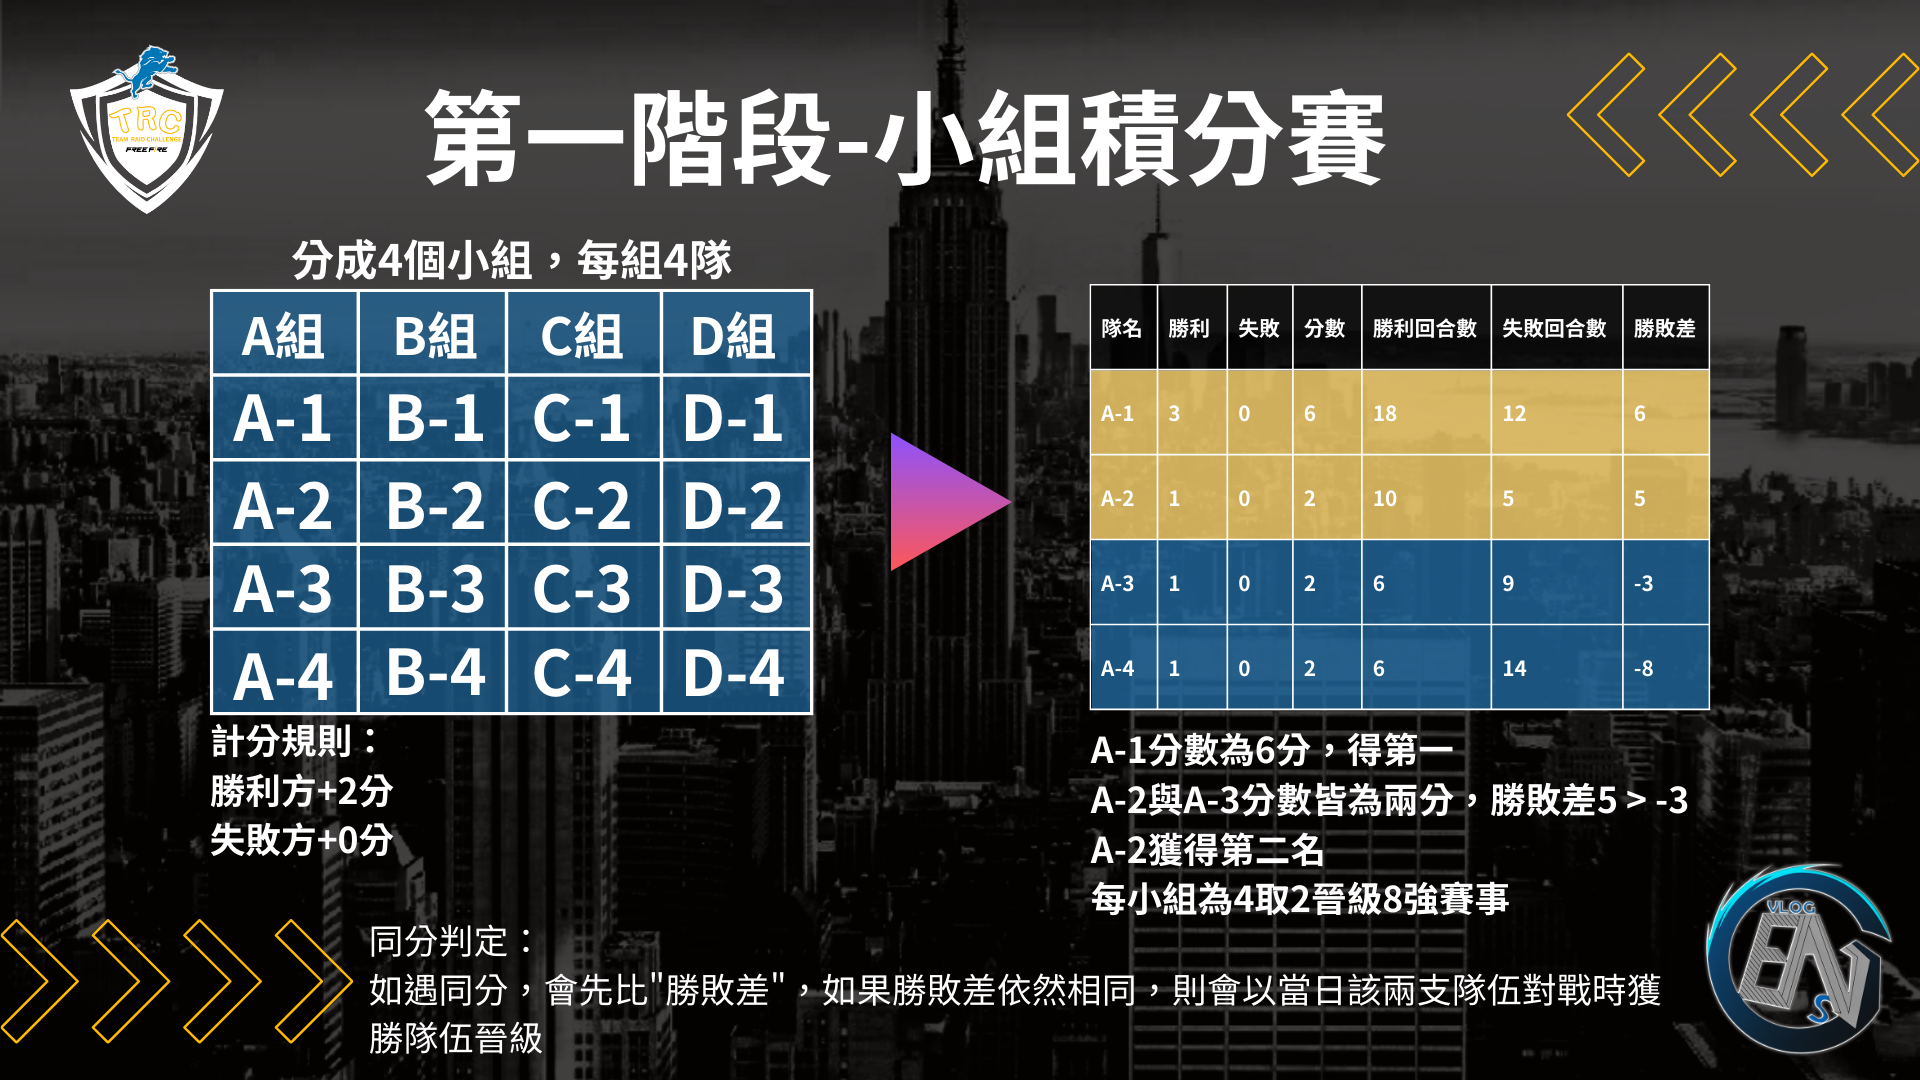 TRC
TEAM RAID CHALLENGE
FREE FIRE
第一階段-小組積分賽
分成4個小組，每組4隊
A組 B組 C組 D組
A-1 B-1 C-1 D-1
A-2 B-2 C-2 D-2
A-3 B-3 C-3 D-3
A-4 B-4 C-4 D-4
計分規則：
勝利方+2分
失敗方+0分
隊名 勝利 失敗 分數 勝利回合數 失敗回合數 勝敗差
A-1 3 0 6 18 12 6
A-2 1 0 2 10 5 5
A-3 1 0 2 6 9 -3
A-4 1 0 2 6 14 -8
A-1分數為6分，得第一
A-2與A-3分數皆為兩分，勝敗差5 > -3
A-2獲得第二名
每小組為4取2晉級8強賽事
同分判定：
如遇同分，會先比"勝敗差"，如果勝敗差依然相同，則會以當日該兩支隊伍對戰時獲
勝隊伍晉級
VLOG